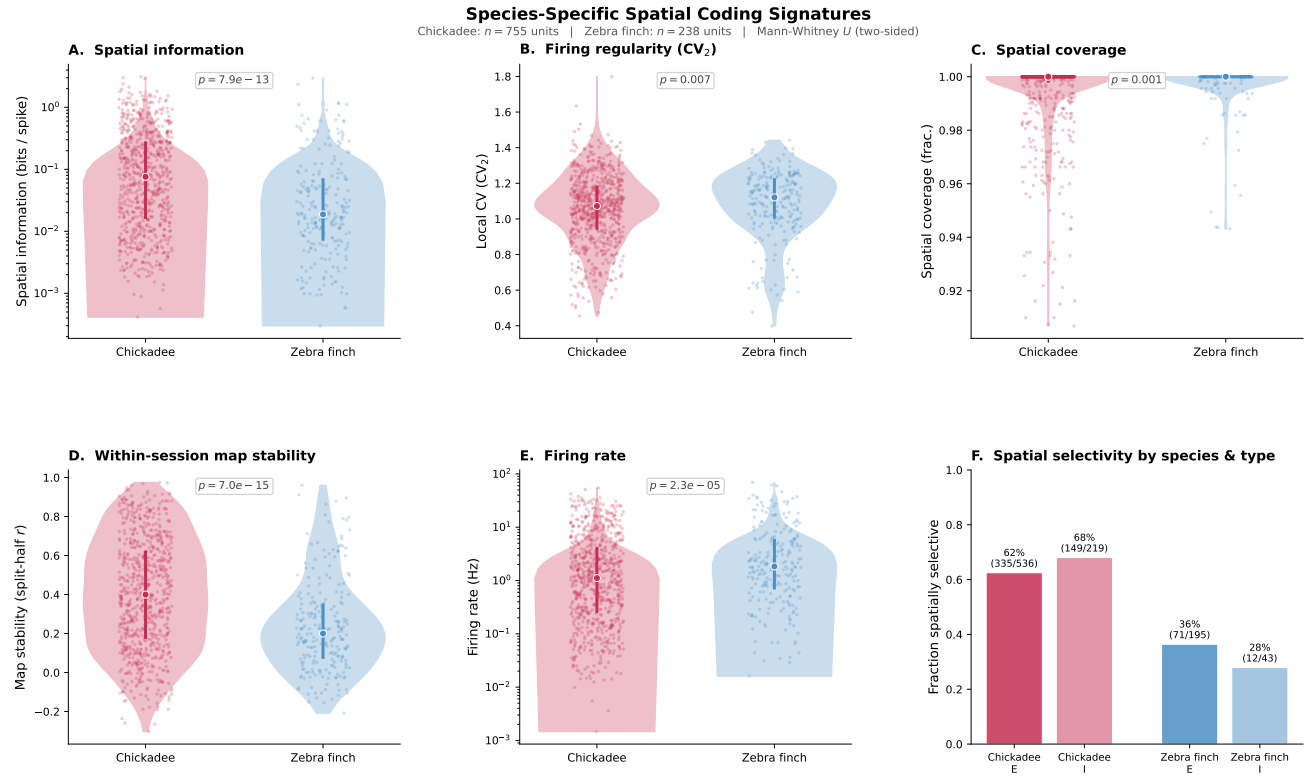 Species-Specific Spatial Coding Signatures
Chickadee: n = 755 units | Zebra finch: n = 238 units | Mann-Whitney U (two-sided)
A. Spatial information
p = 7.9e − 13
Spatial information (bits / spike)
10⁰
10⁻¹
10⁻²
10⁻³
Chickadee
Zebra finch
B. Firing regularity (CV₂)
p = 0.007
Local CV (CV₂)
1.8
1.6
1.4
1.2
1.0
0.8
0.6
0.4
Chickadee
Zebra finch
C. Spatial coverage
p = 0.001
Spatial coverage (frac.)
1.00
0.98
0.96
0.94
0.92
Chickadee
Zebra finch
D. Within-session map stability
p = 7.0e − 15
Map stability (split-half r)
1.0
0.8
0.6
0.4
0.2
0.0
−0.2
Chickadee
Zebra finch
E. Firing rate
p = 2.3e − 05
Firing rate (Hz)
10²
10¹
10⁰
10⁻¹
10⁻²
10⁻³
Chickadee
Zebra finch
F. Spatial selectivity by species & type
Fraction spatially selective
1.0
0.8
0.6
0.4
0.2
0.0
62%
(335/536)
68%
(149/219)
36%
(71/195)
28%
(12/43)
Chickadee
E
Chickadee
I
Zebra finch
E
Zebra finch
I